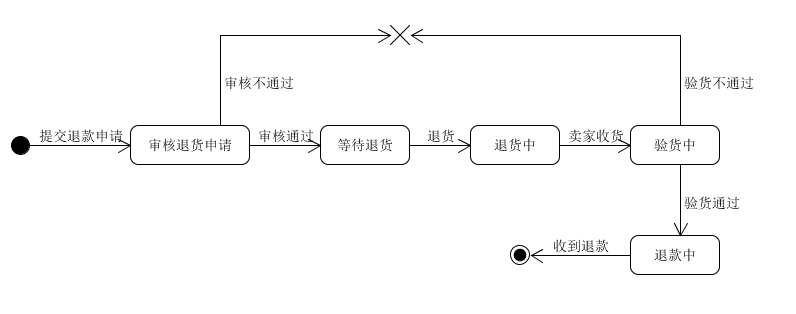 审核不通过
验货不通过
提交退款申请
审核退货申请
审核通过
等待退货
退货
退货中
卖家收货
验货中
验货通过
收到退款
退款中